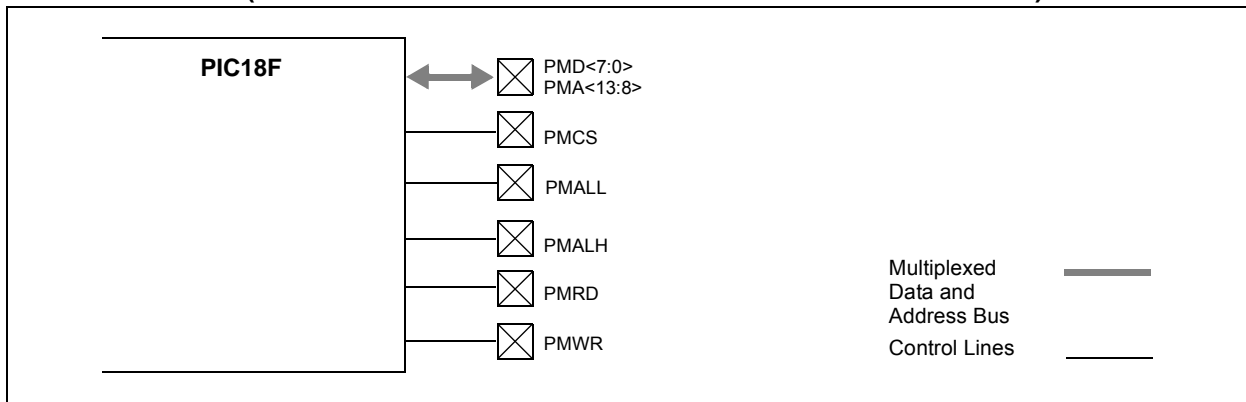 PIC18F
PMD<7:0>
PMA<13:8>
PMCS
PMALL
PMALH
PMRD
PMWR
Multiplexed
Data and
Address Bus
Control Lines